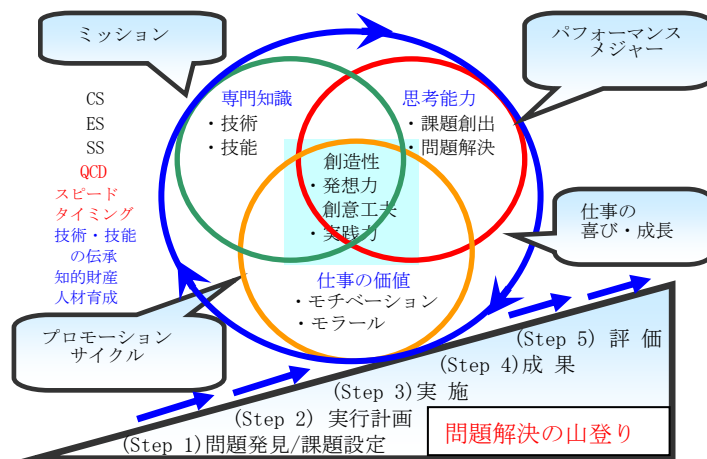 ミッション
パフォーマンス
メジャー
CS
ES
SS
QCD
スピード
タイミング
技術・技能
の伝承
知的財産
人材育成
専門知識
・技術
・技能
思考能力
・課題創出
・問題解決
創造性
・発想力
創意工夫
・実践力
仕事の価値
・モチベーション
・モラール
仕事の
喜び・成長
プロモーション
サイクル
(Step 5) 評 価
(Step 4)成 果
(Step 3)実 施
(Step 2) 実行計画
(Step 1)問題発見/課題設定
問題解決の山登り